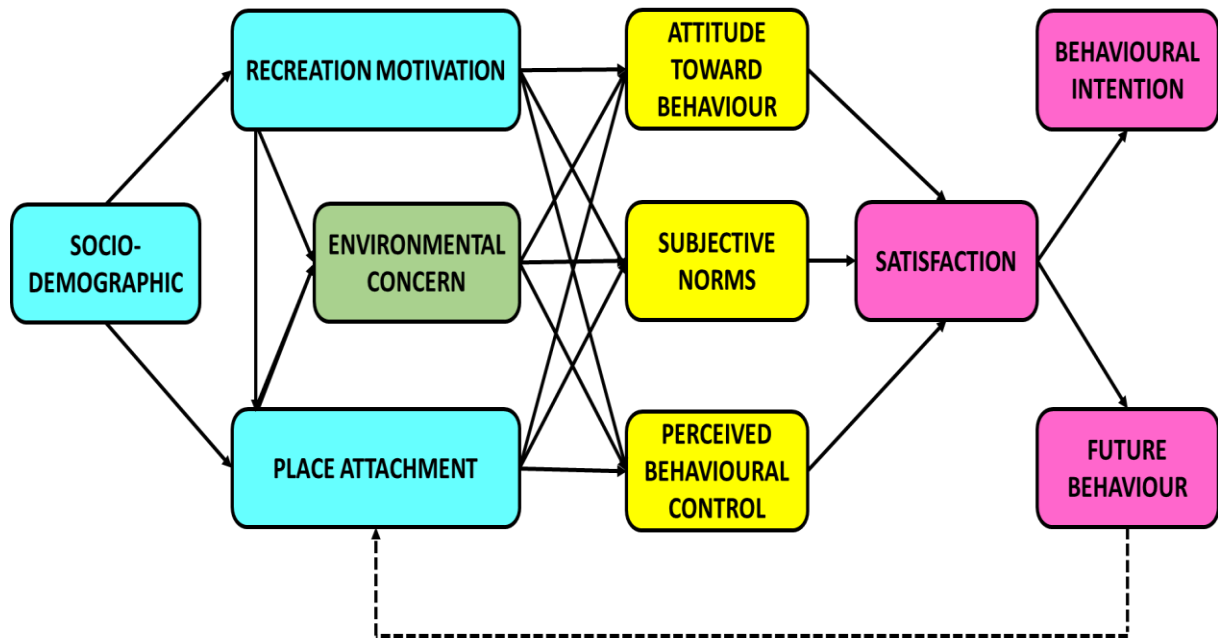 RECREATION MOTIVATION
ATTITUDE
TOWARD
BEHAVIOUR
BEHAVIOURAL
INTENTION
SOCIO-
DEMOGRAPHIC
ENVIRONMENTAL
CONCERN
SUBJECTIVE
NORMS
SATISFACTION
PLACE ATTACHMENT
PERCEIVED
BEHAVIOURAL
CONTROL
FUTURE
BEHAVIOUR